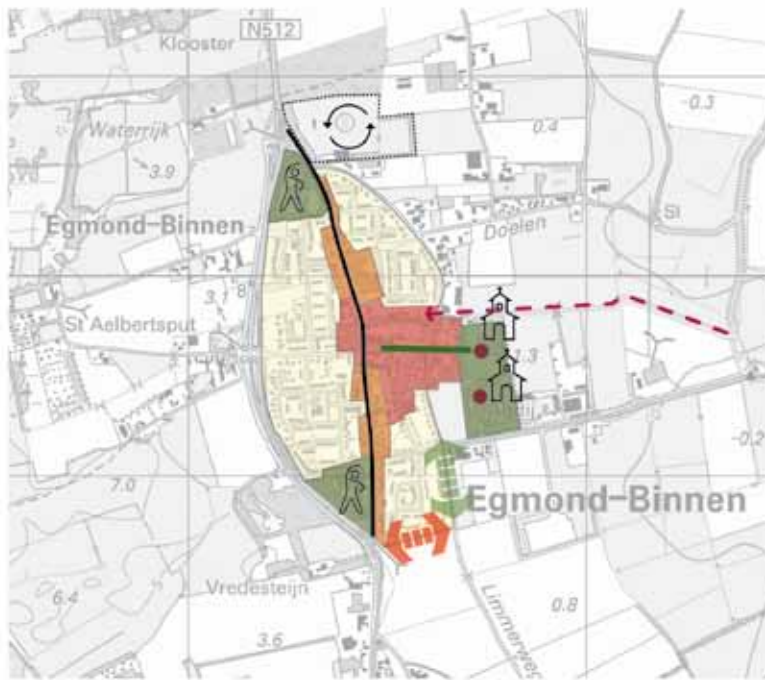 Klooster
N512
Waterrijk
3.9
-0.3
0.4
Egmond-Binnen
St
Doelen
3.1
8
St Aelbertsput
1.3
-0.2
7.0
Egmond-Binnen
Vredesteijn
6.4
3.6
Limmerweg
0.8